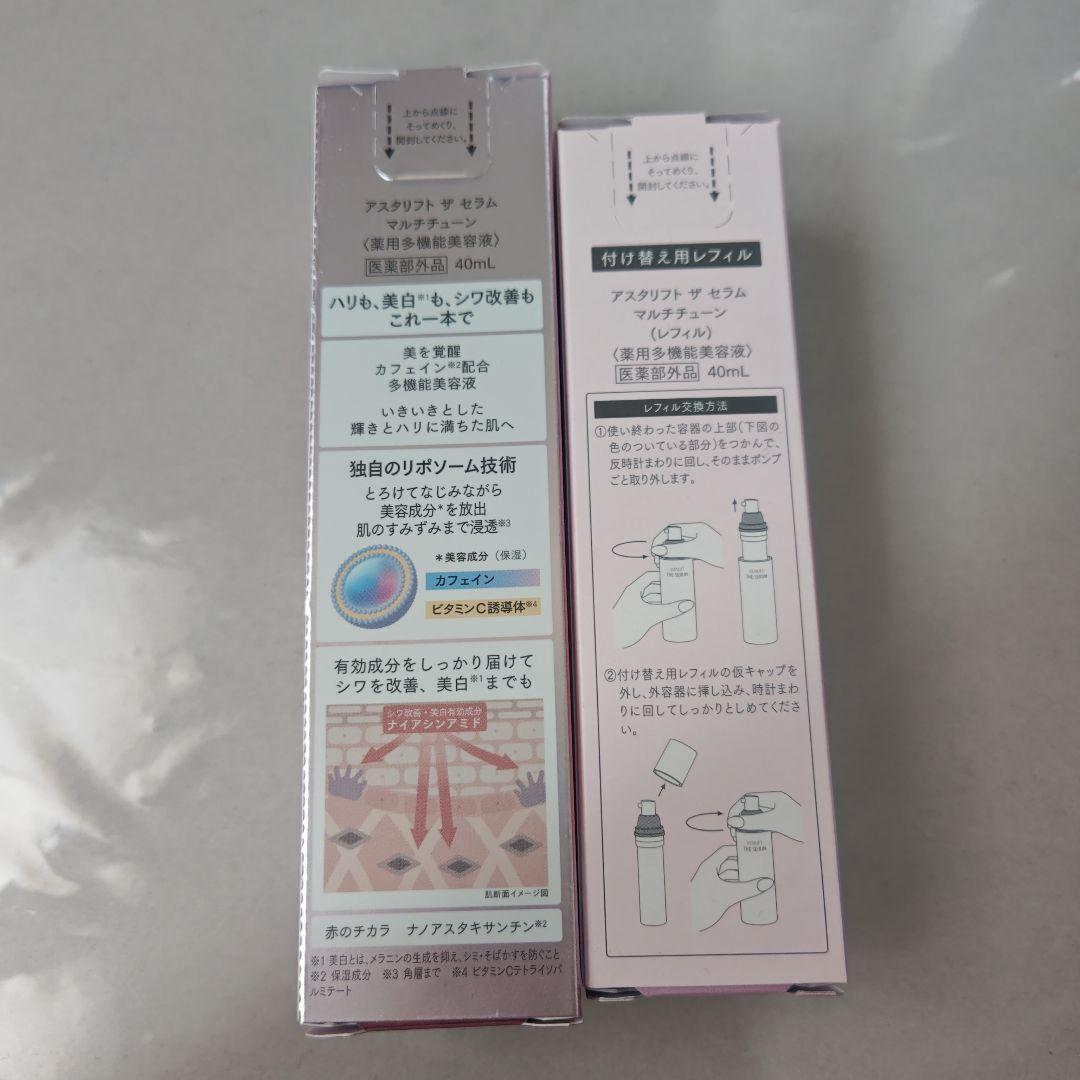 上から点線に
そってめくり、
開封してください。
アスタリフト ザ セラム
マルチチューン
〈薬用多機能美容液〉
医薬部外品 40mL
ハリも、美白※1も、シワ改善も
これ一本で
美を覚醒
カフェイン※2配合
多機能美容液
いきいきとした
輝きとハリに満ちた肌へ
独自のリポソーム技術
とろけてなじみながら
美容成分*を放出
肌のすみずみまで浸透※3
*美容成分(保湿)
カフェイン
ビタミンC誘導体※4
有効成分をしっかり届けて
シワを改善、美白※1までも
シワ改善・美白有効成分
ナイアシンアミド
肌断面イメージ図
赤のチカラ ナノアスタキサンチン※2
※1 美白とは、メラニンの生成を抑え、シミ・そばかすを防ぐこと
※2 保湿成分 ※3 角層まで ※4 ビタミンCテトライソパ
ルミテート
上から点線に
そってめくり、
開封してください。
付け替え用レフィル
アスタリフト ザ セラム
マルチチューン
(レフィル)
〈薬用多機能美容液〉
医薬部外品 40mL
レフィル交換方法
①使い終わった容器の上部(下図の
色のついている部分)をつかんで、
反時計まわりに回し、そのままポンプ
ごと取り外します。
THE SERUM
THE SERUM
②付け替え用レフィルの仮キャップを
外し、外容器に挿し込み、時計まわ
りに回してしっかりとしめてくださ
い。
THE SERUM